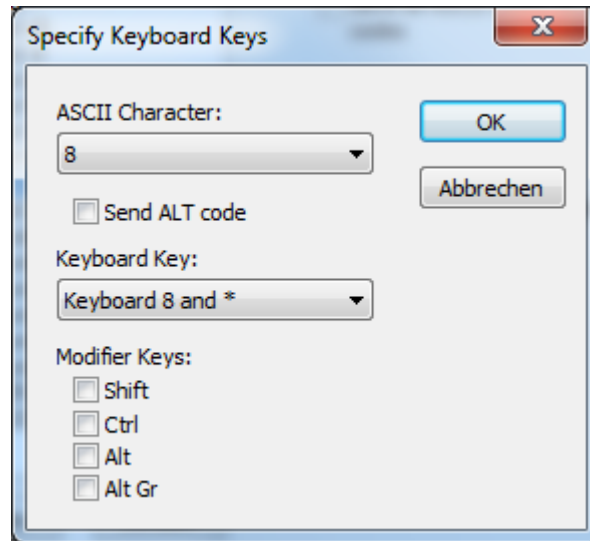 Specify Keyboard Keys
ASCII Character:
8
OK
Abbrechen
Send ALT code
Keyboard Key:
Keyboard 8 and *
Modifier Keys:
Shift
Ctrl
Alt
Alt Gr